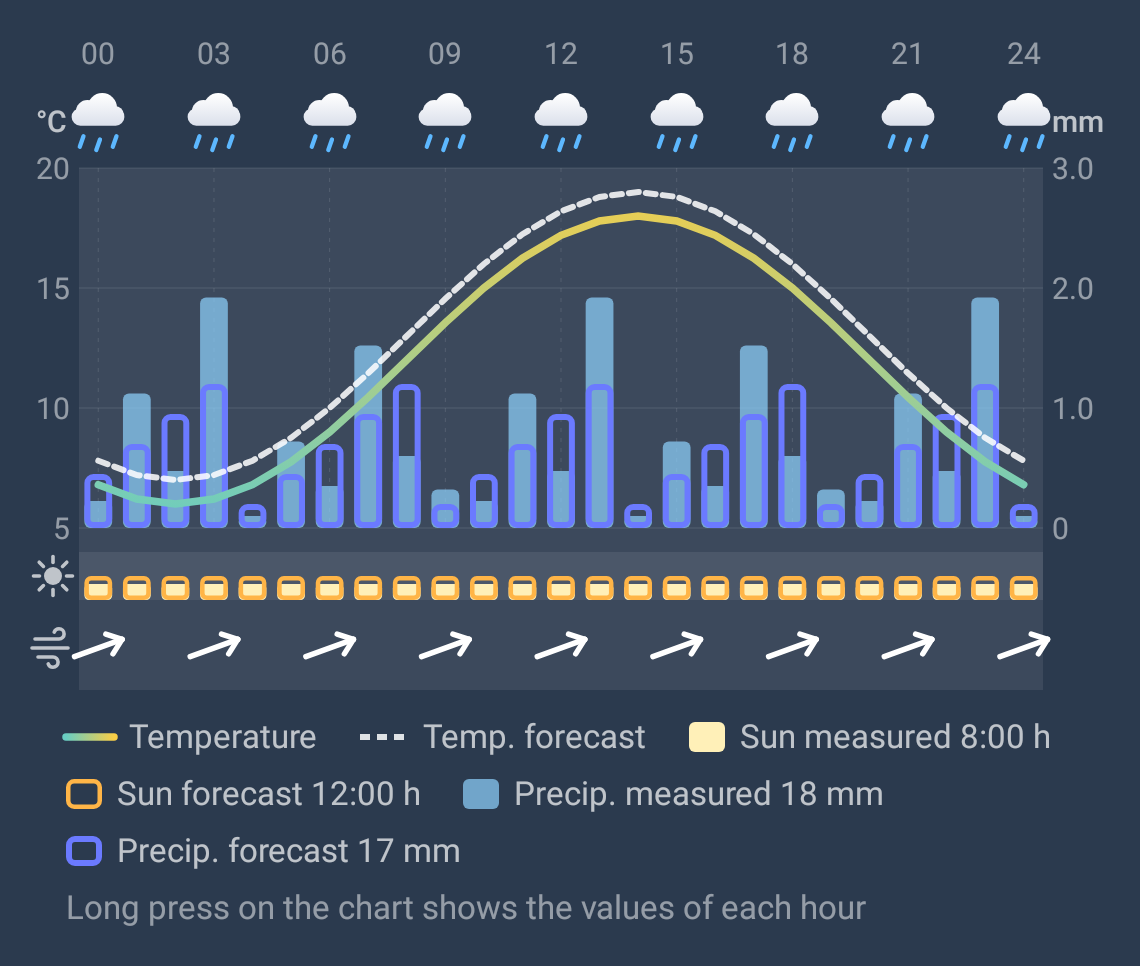 00 03 06 09 12 15 18 21 24
°C mm
20 3.0
15 2.0
10 1.0
5 0
Temperature Temp. forecast Sun measured 8:00 h
Sun forecast 12:00 h Precip. measured 18 mm
Precip. forecast 17 mm
Long press on the chart shows the values of each hour